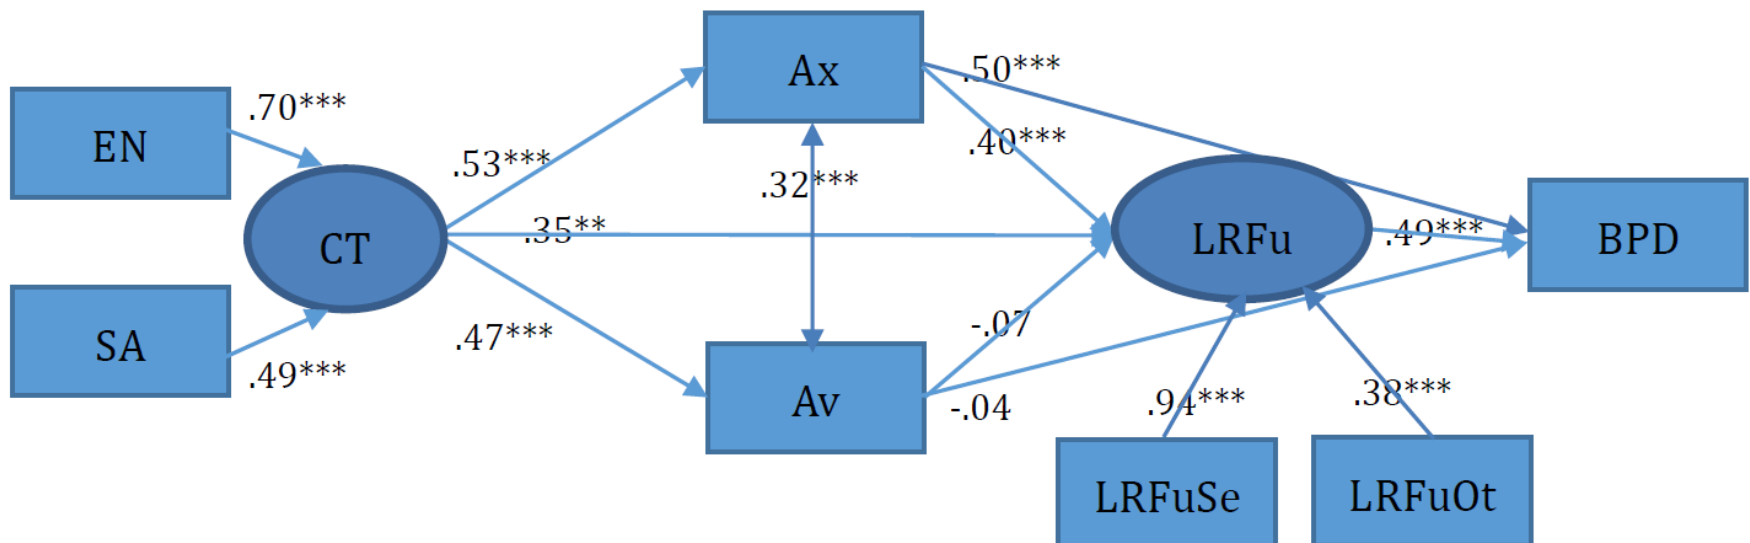 Ax
.50***
EN
.70***
.40***
.53***
.32***
CT
.35**
LRFu
.49***
BPD
SA
.49***
.47***
-.07
Av
-.04
.94***
.38***
LRFuSe
LRFuOt